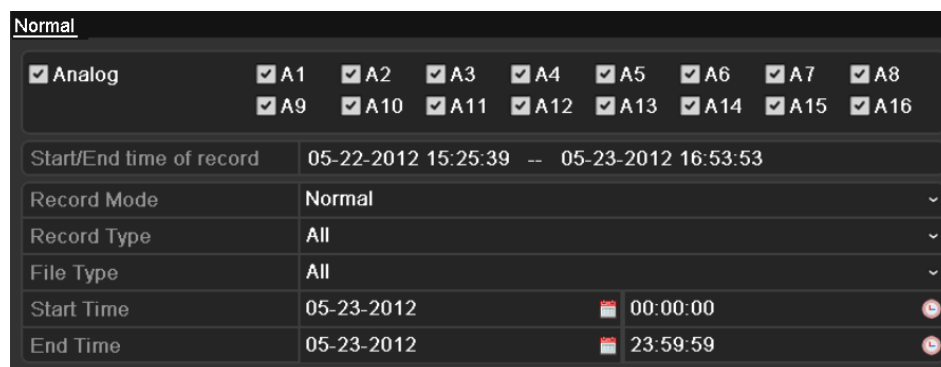 Normal
Analog A1 A2 A3 A4 A5 A6 A7 A8
A9 A10 A11 A12 A13 A14 A15 A16
Start/End time of record 05-22-2012 15:25:39 -- 05-23-2012 16:53:53
Record Mode Normal
Record Type All
File Type All
Start Time 05-23-2012 00:00:00
End Time 05-23-2012 23:59:59